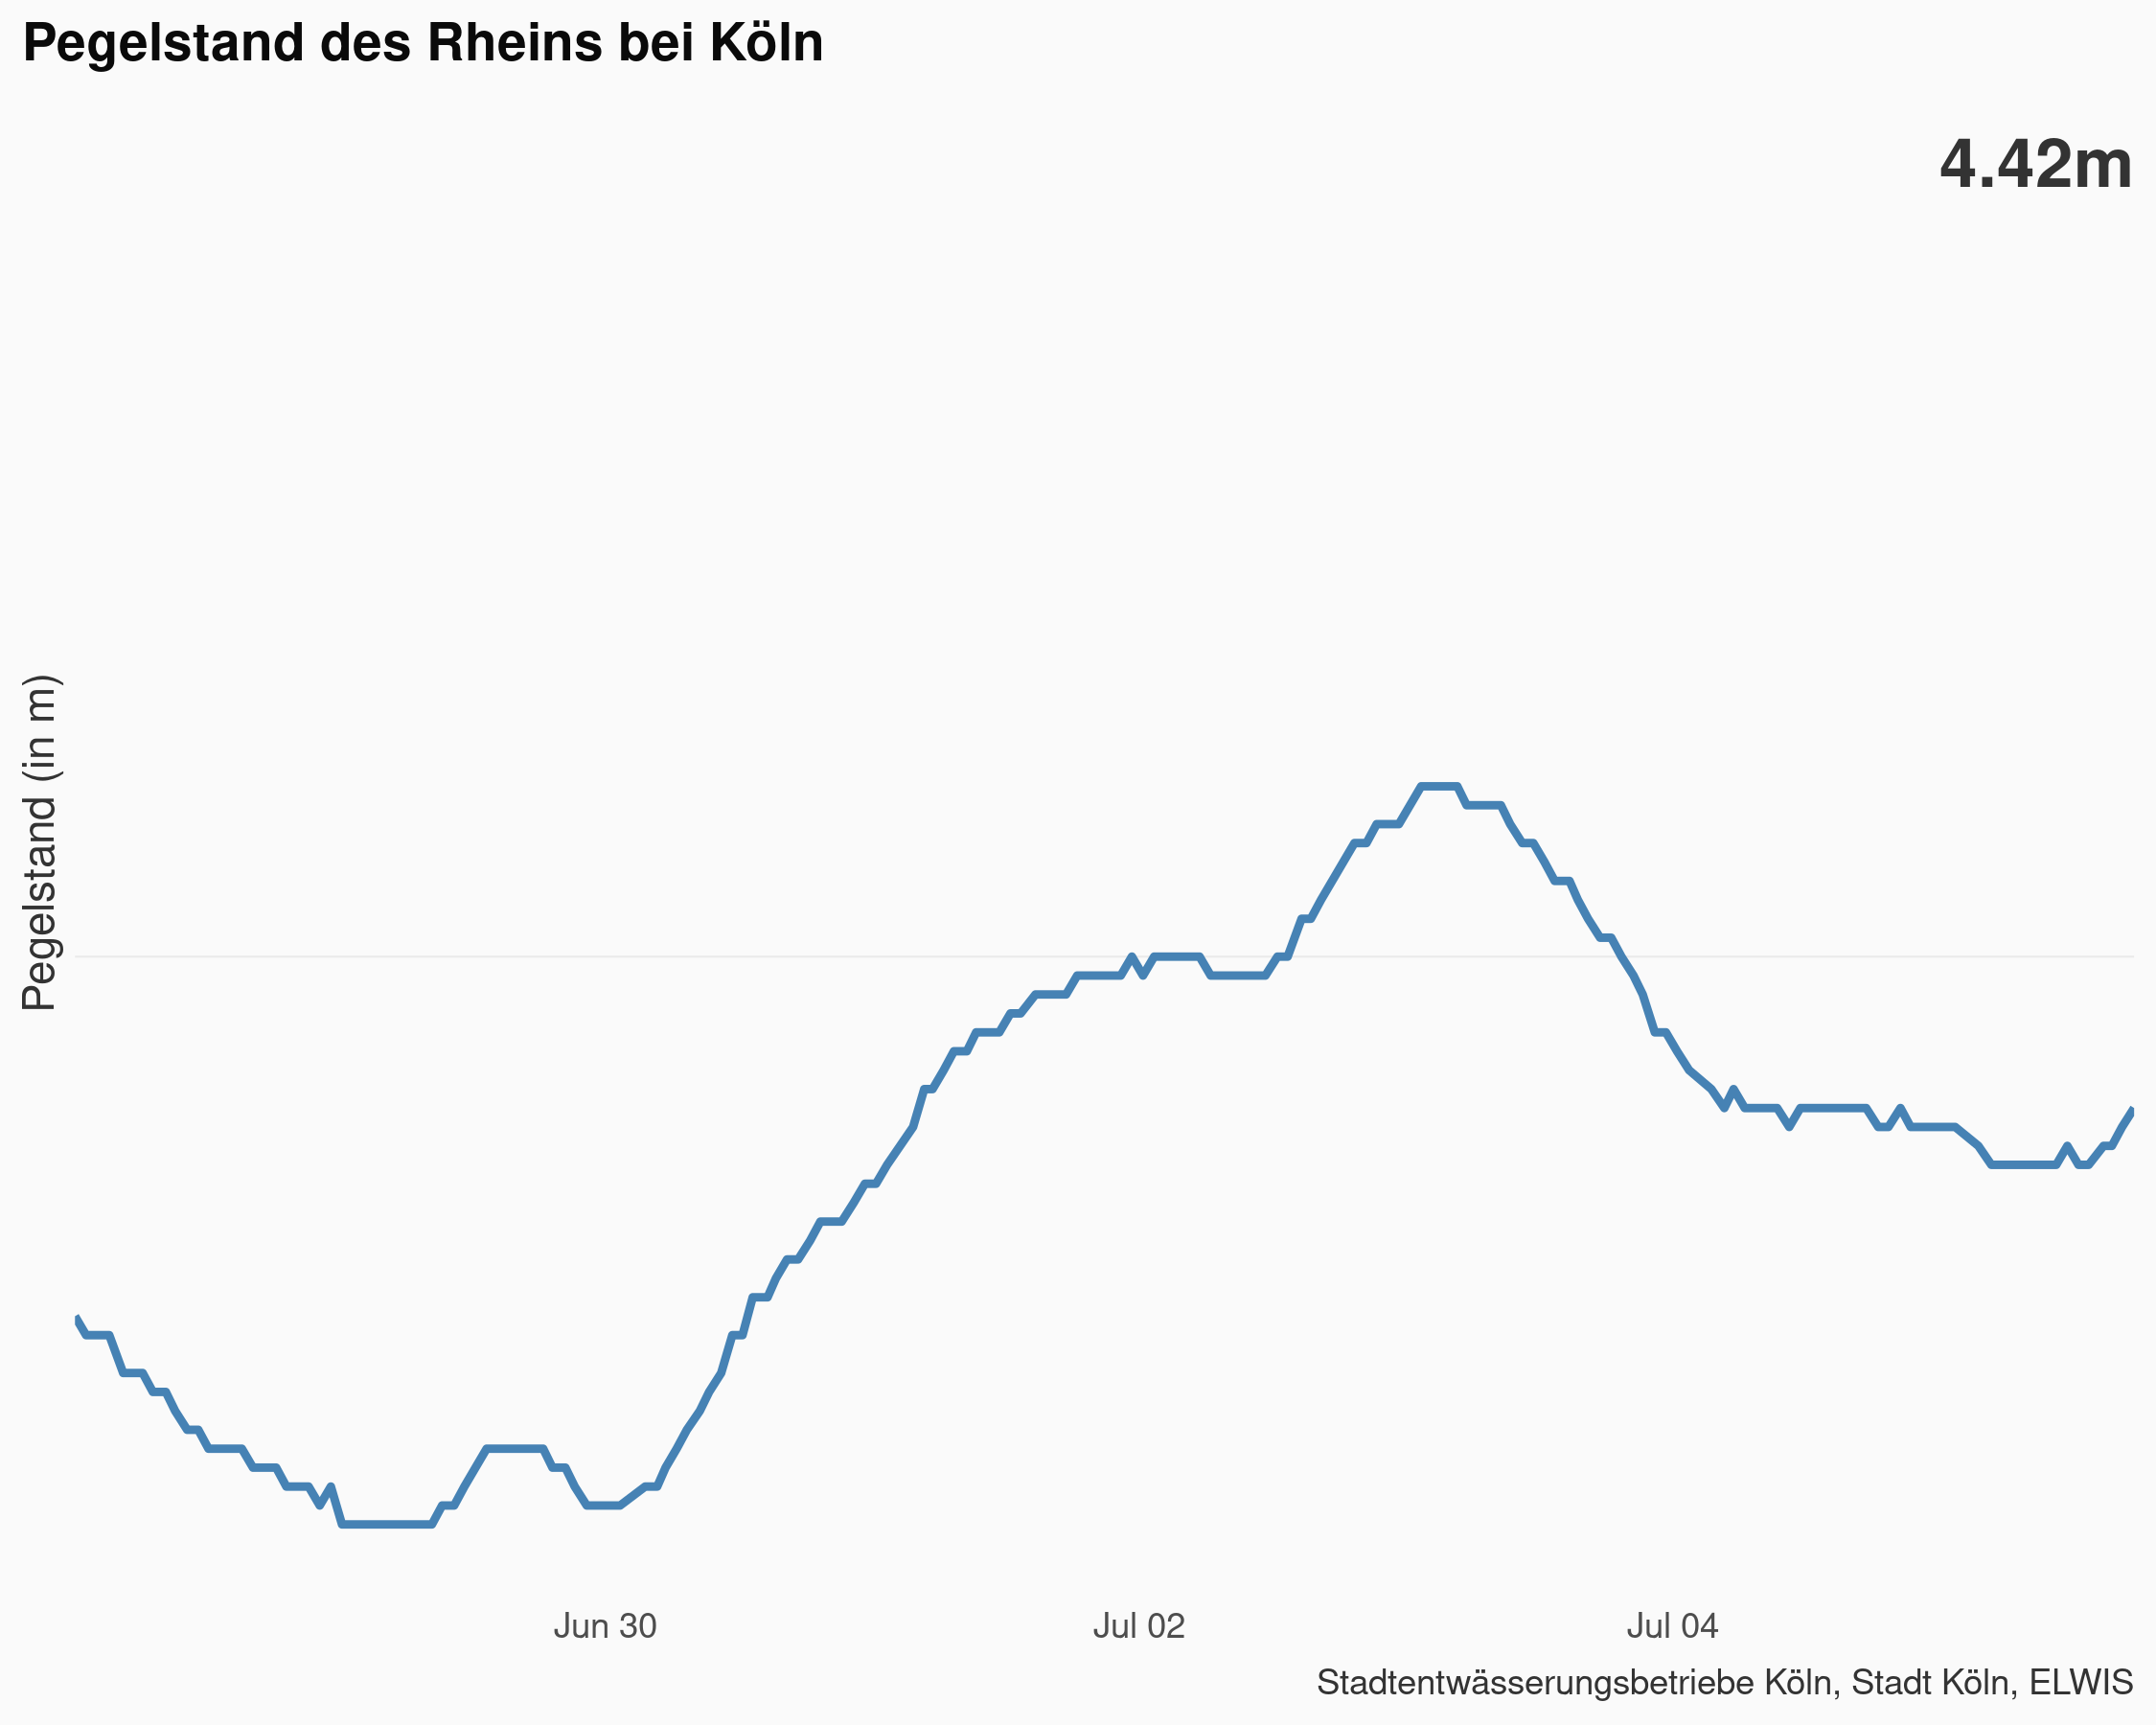 Pegelstand des Rheins bei Köln
4.42m
Pegelstand (in m)
Jun 30
Jul 02
Jul 04
Stadtentwässerungsbetriebe Köln, Stadt Köln, ELWIS